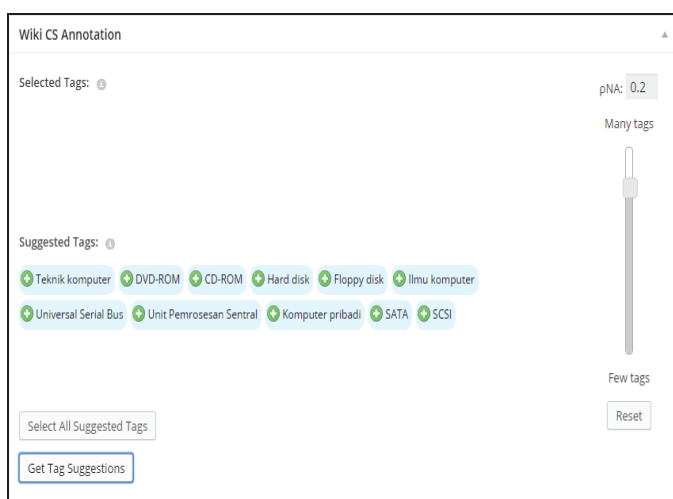 Wiki CS Annotation
Selected Tags:
ρNA: 0.2
Many tags
Suggested Tags:
Teknik komputer DVD-ROM CD-ROM Hard disk Floppy disk Ilmu komputer
Universal Serial Bus Unit Pemrosesan Sentral Komputer pribadi SATA SCSI
Few tags
Reset
Select All Suggested Tags
Get Tag Suggestions